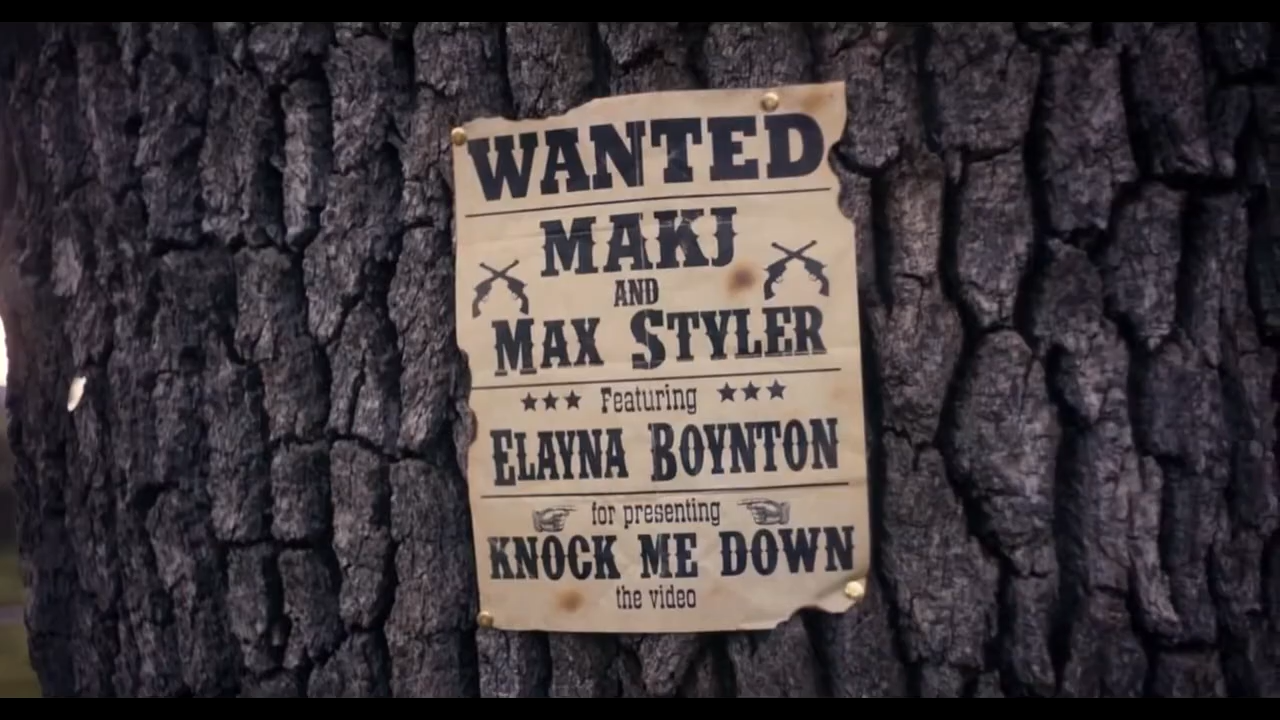 WANTED
MAKJ
AND
MAX STYLER
Featuring
ELAYNA BOYNTON
for presenting
KNOCK ME DOWN
the video